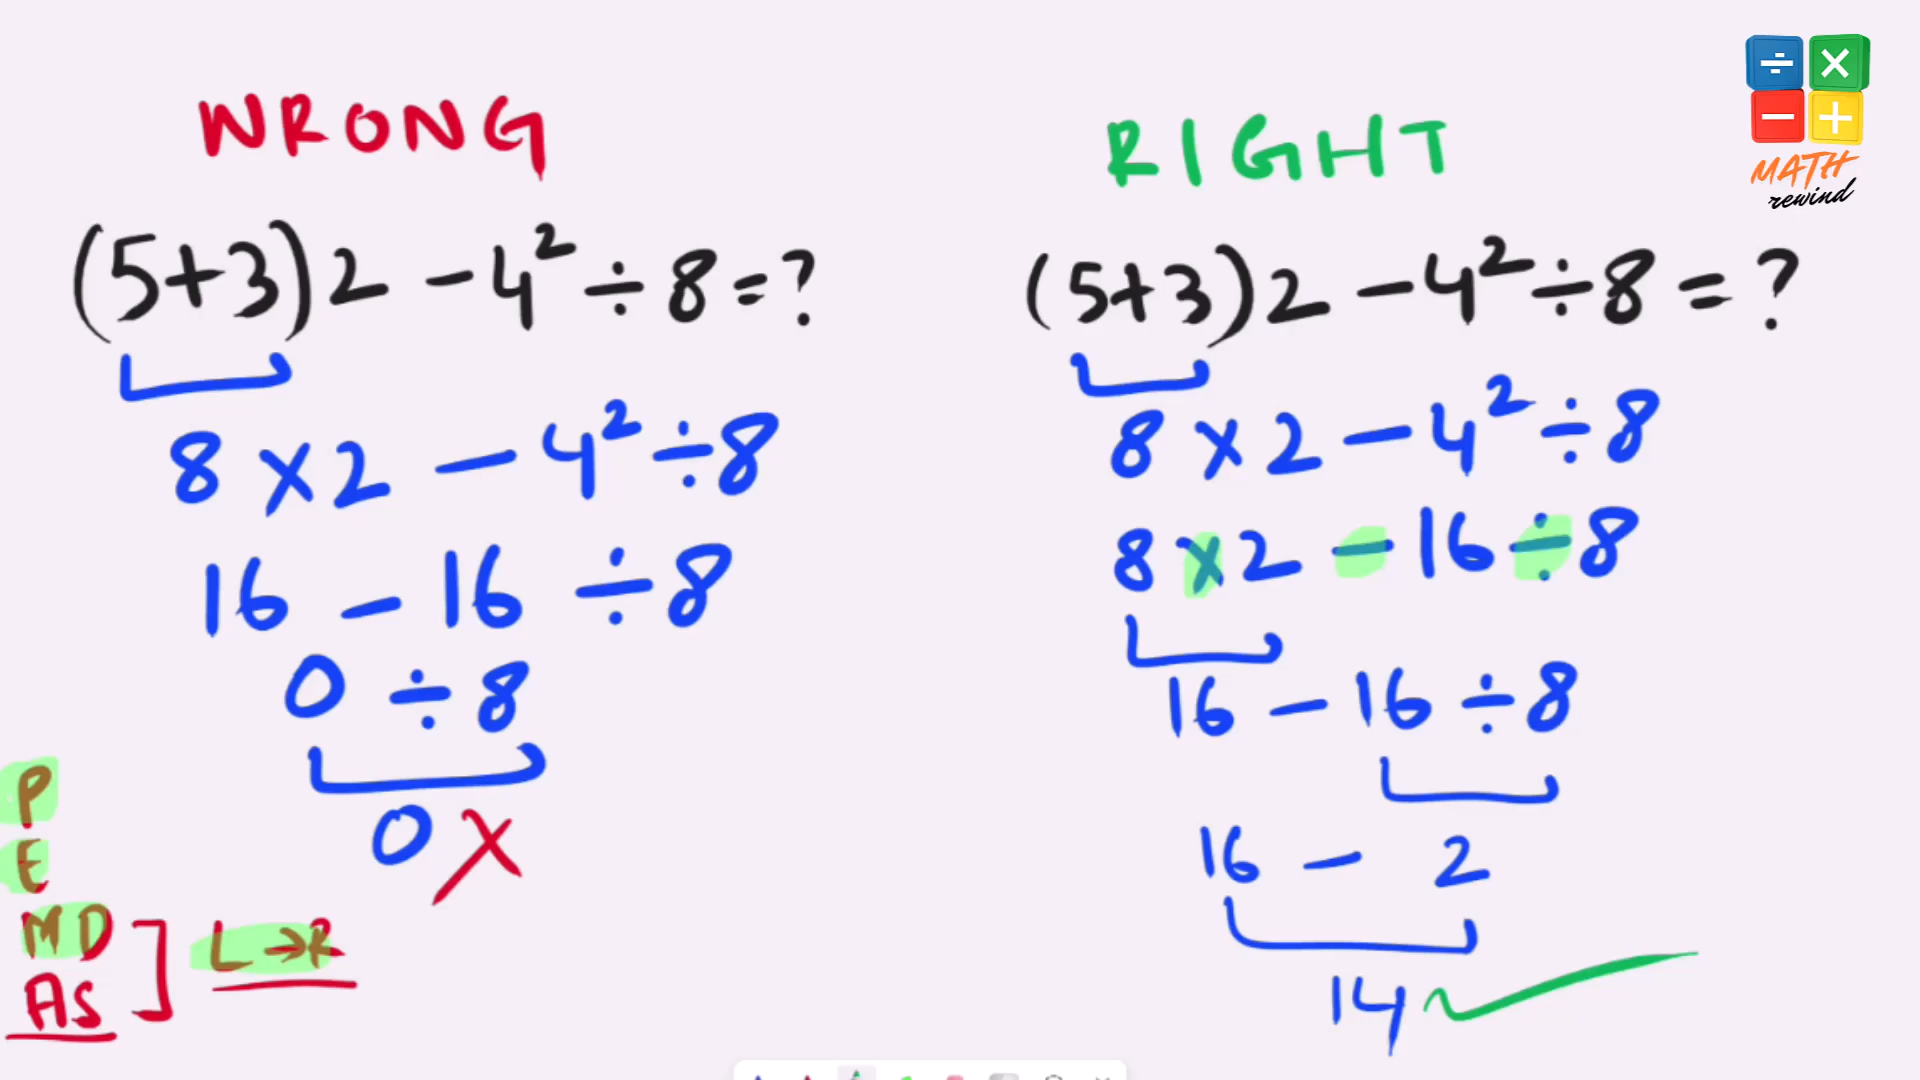 WRONG
(5+3)2 - 4² ÷ 8 = ?
8 × 2 - 4² ÷ 8
16 - 16 ÷ 8
0 ÷ 8
0 X
P
E
MD
AS ] L → R
RIGHT
(5+3)2 - 4² ÷ 8 = ?
8 × 2 - 4² ÷ 8
8 × 2 - 16 ÷ 8
16 - 16 ÷ 8
16 - 2
14 ✓
÷ ×
- +
MATH
rewind